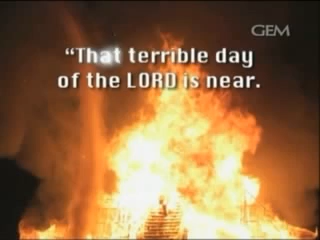 GEM
“That terrible day
of the LORD is near.